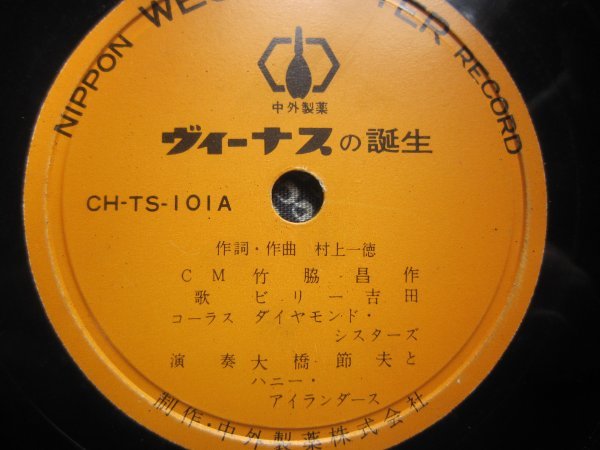 NIPPON WES TER RECORD
中外製薬
ヴィーナスの誕生
CH-TS-101A
作詞・作曲 村上一徳
CM 竹脇昌作
歌 ビリー吉田
コーラス ダイヤモンド・
シスターズ
演奏 大橋節夫と
ハニー・
アイランダース
制作・中外製薬株式会社